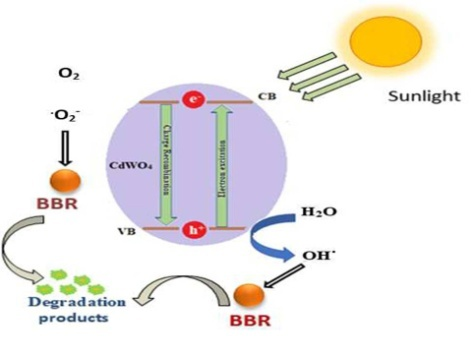 Sunlight
O₂
·O₂⁻
BBR
e⁻
CB
CdWO₄
Charge Recombination
Electron excitation
VB
h⁺
H₂O
OH·
BBR
Degradation
products